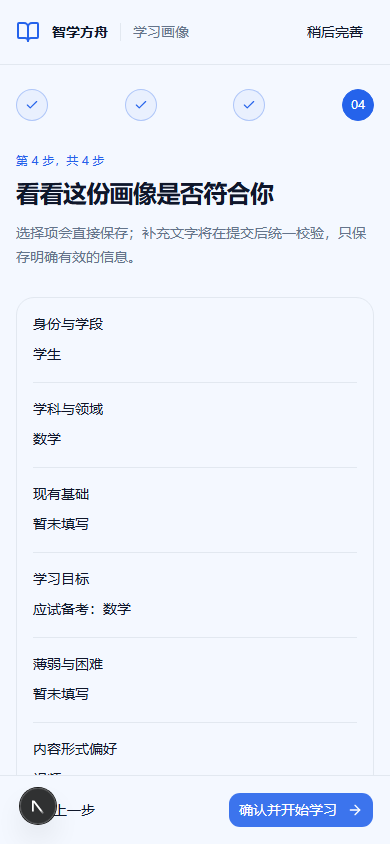 智学方舟 学习画像 稍后完善
04
第 4 步，共 4 步
看看这份画像是否符合你
选择项会直接保存；补充文字将在提交后统一校验，只保
存明确有效的信息。
身份与学段
学生
学科与领域
数学
现有基础
暂未填写
学习目标
应试备考：数学
薄弱与困难
暂未填写
内容形式偏好
上一步 确认并开始学习